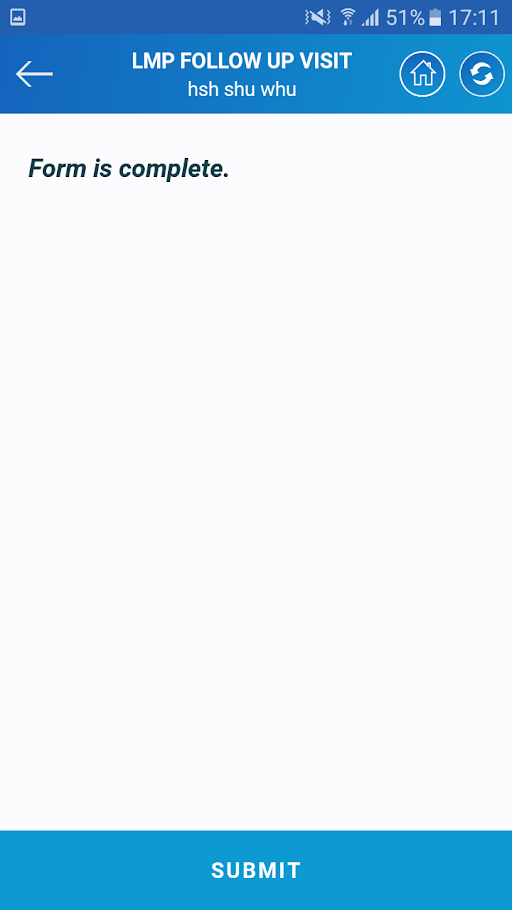 51% 17:11
LMP FOLLOW UP VISIT
hsh shu whu
Form is complete.
SUBMIT